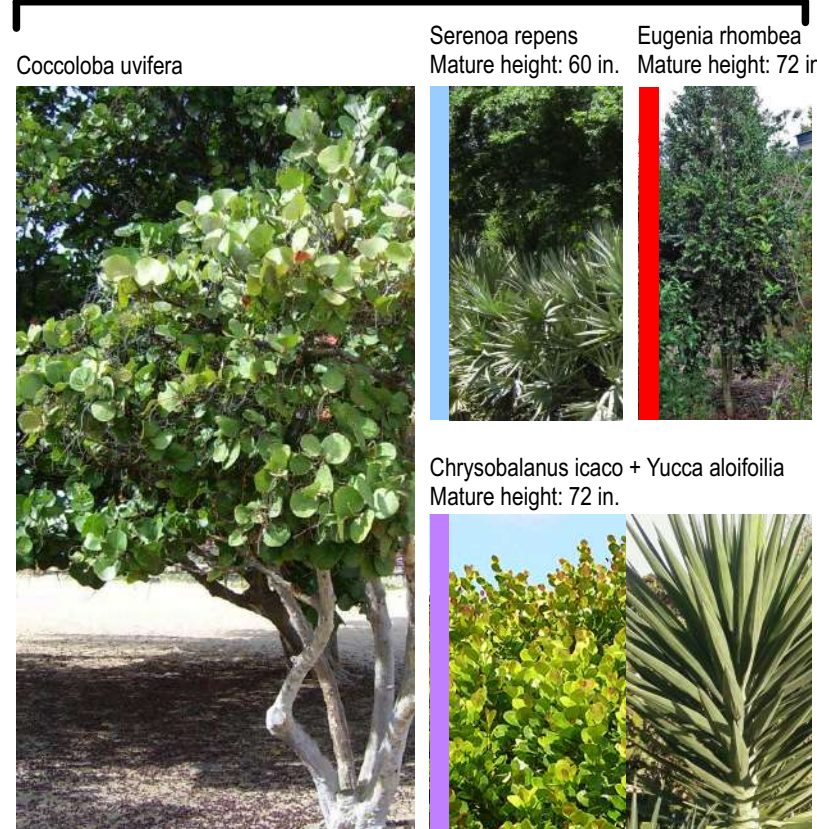 Coccoloba uvifera
Serenoa repens
Mature height: 60 in.
Eugenia rhombea
Mature height: 72 in
Chrysobalanus icaco + Yucca aloifoilia
Mature height: 72 in.